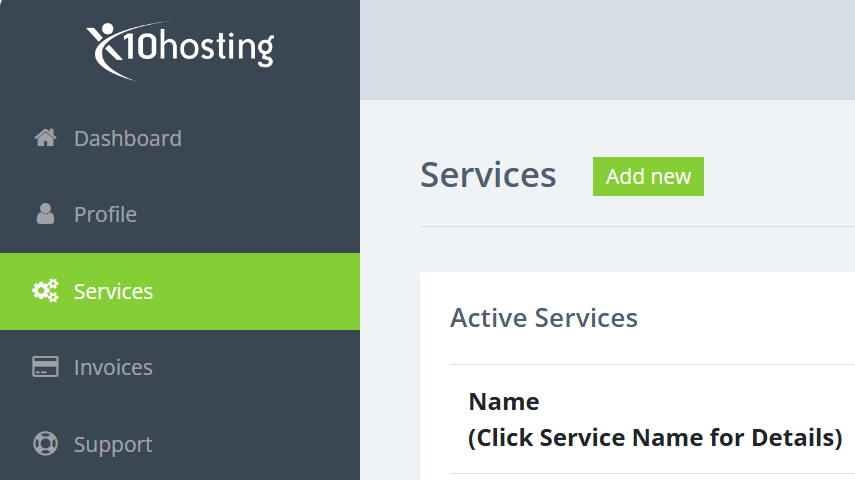 x10hosting
Dashboard
Profile
Services
Invoices
Support
Services
Add new
Active Services
Name
(Click Service Name for Details)